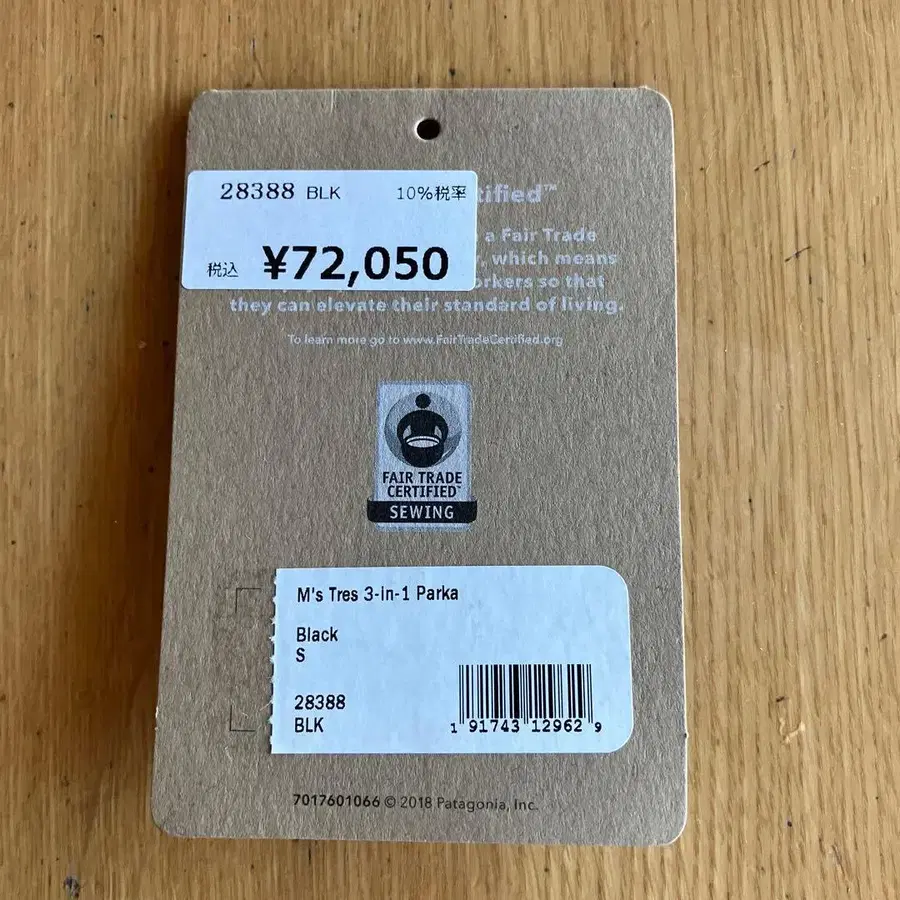 28388 BLK 10%税率
税込 ¥72,050
tified™
a Fair Trade
, which means
orkers so that
they can elevate their standard of living.
To learn more go to www.FairTradeCertified.org
FAIR TRADE
CERTIFIED™
SEWING
M's Tres 3-in-1 Parka
Black
S
28388
BLK
1 91743 12962 9
7017601066 © 2018 Patagonia, Inc.